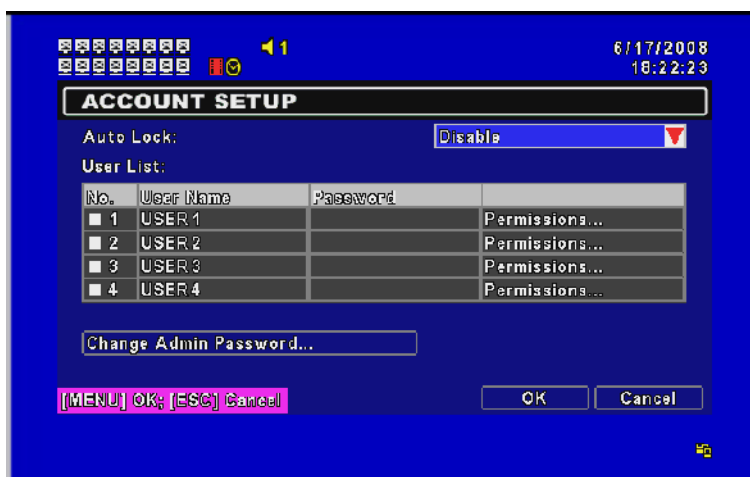 1 6/17/2008
18:22:23
ACCOUNT SETUP
Auto Lock: Disable
User List:
No. User Name Password
1 USER1 Permissions...
2 USER2 Permissions...
3 USER3 Permissions...
4 USER4 Permissions...
Change Admin Password...
[MENU] OK; [ESC] Cancel OK Cancel